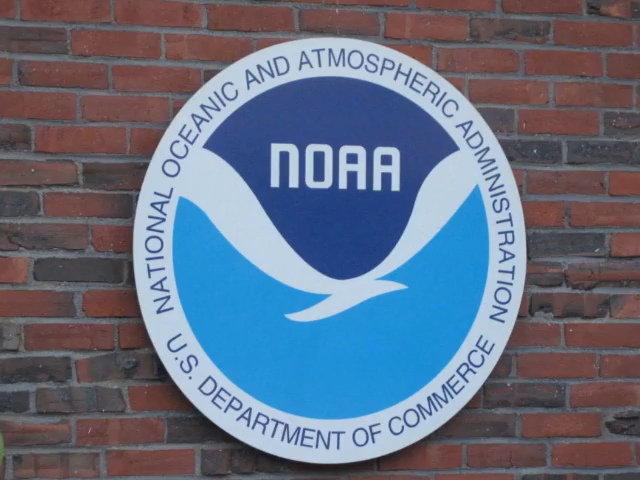 NATIONAL OCEANIC AND ATMOSPHERIC ADMINISTRATION
NOAA
U.S. DEPARTMENT OF COMMERCE